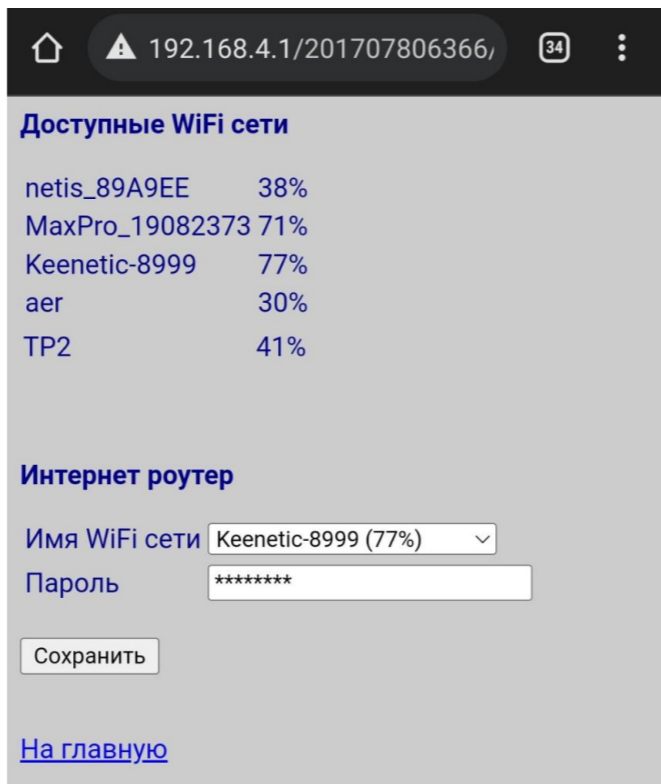 192.168.4.1/201707806366/
34
Доступные WiFi сети
netis_89A9EE 38%
MaxPro_19082373 71%
Keenetic-8999 77%
aer 30%
TP2 41%
Интернет роутер
Имя WiFi сети Keenetic-8999 (77%)
Пароль ********
Сохранить
На главную